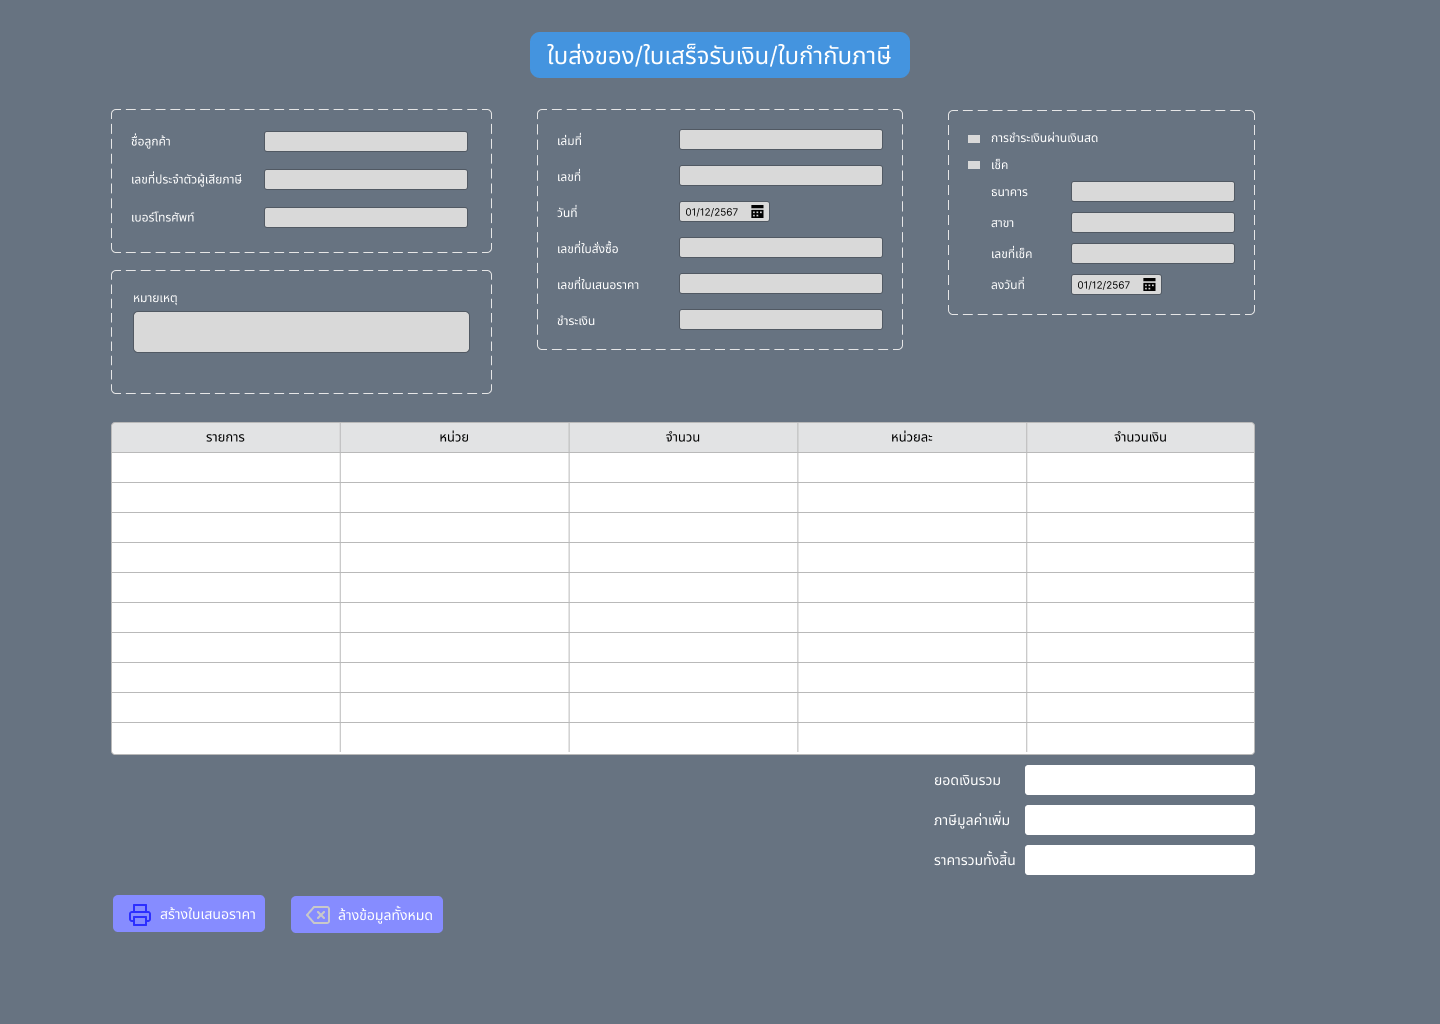 ใบส่งของ/ใบเสร็จรับเงิน/ใบกำกับภาษี
ชื่อลูกค้า
เลขที่ประจำตัวผู้เสียภาษี
เบอร์โทรศัพท์
หมายเหตุ
เล่มที่
เลขที่
วันที่ 01/12/2567
เลขที่ใบสั่งซื้อ
เลขที่ใบเสนอราคา
ชำระเงิน
การชำระเงินผ่านเงินสด
เช็ค
ธนาคาร
สาขา
เลขที่เช็ค
ลงวันที่ 01/12/2567
รายการ หน่วย จำนวน หน่วยละ จำนวนเงิน
ยอดเงินรวม
ภาษีมูลค่าเพิ่ม
ราคารวมทั้งสิ้น
สร้างใบเสนอราคา ล้างข้อมูลทั้งหมด